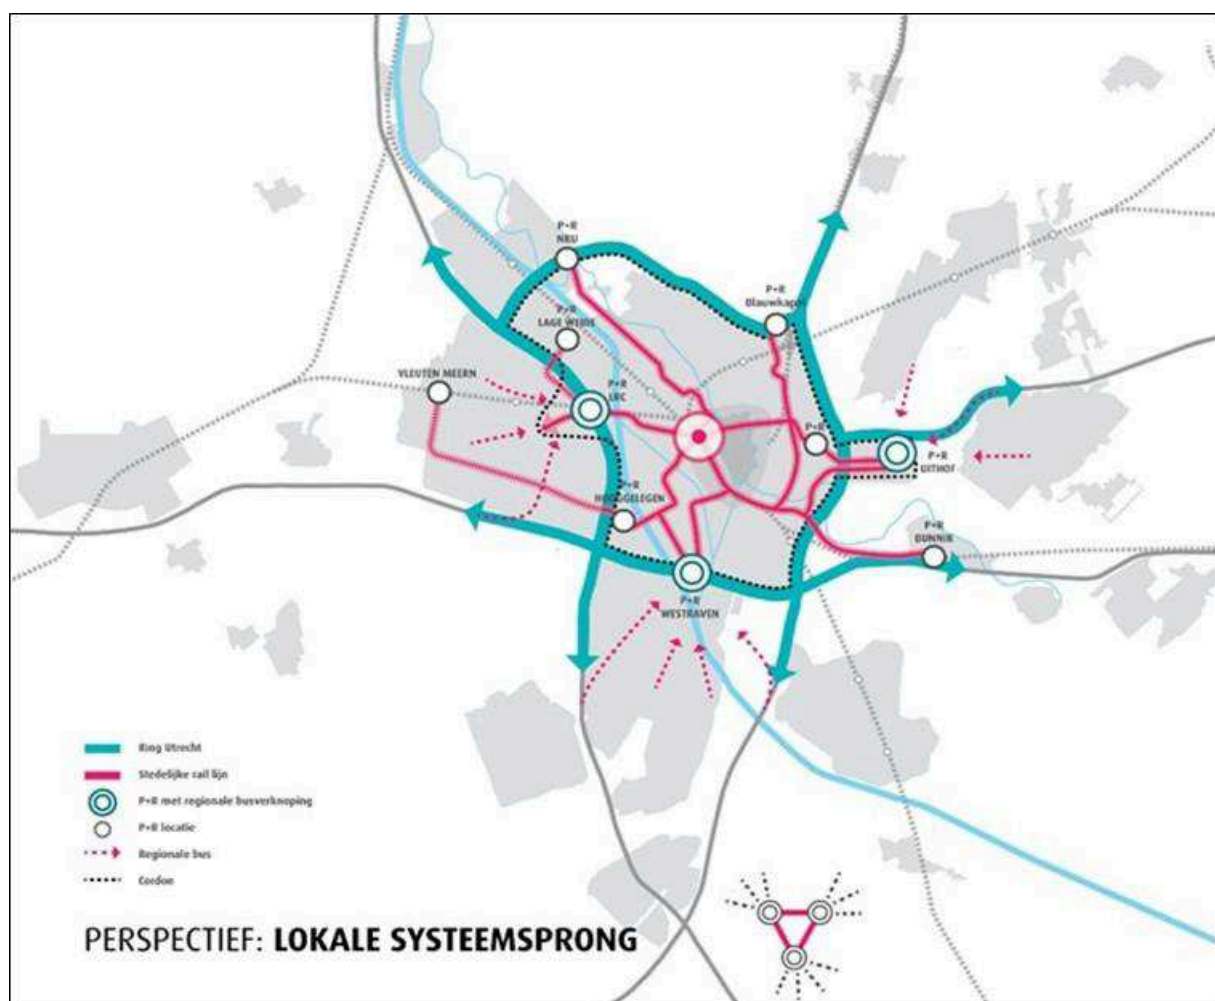 P+R
NRU
P+R
LAGE WEIDE
P+R
Blauwkapel
VLEUTEN MEERN
P+R
LRC
P+R
P+R
UITHOF
P+R
HOOGGELEGEN
P+R
BUNNIK
P+R
WESTRAVEN
Ring Utrecht
Stedelijke rail lijn
P+R met regionale busverknoping
P+R locatie
Regionale bus
Cordon
PERSPECTIEF: LOKALE SYSTEEMSPRONG